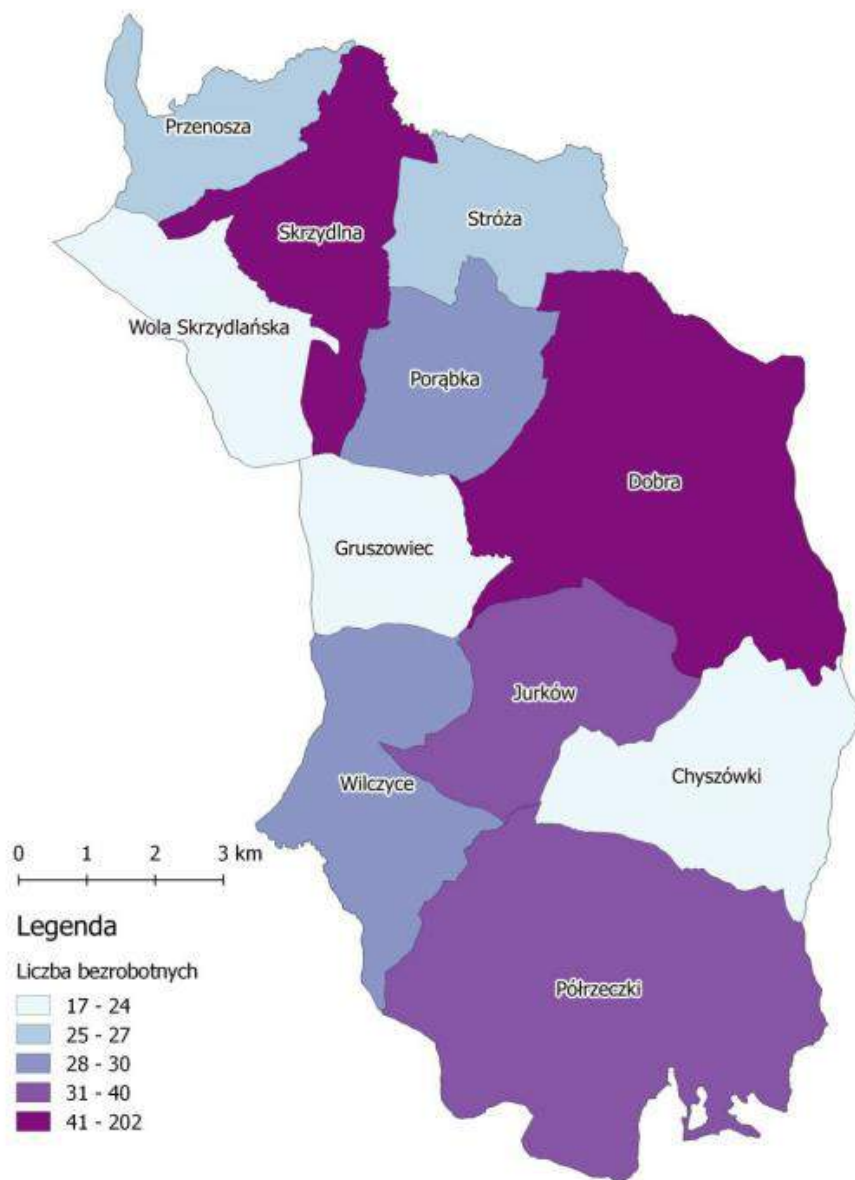 Przenosza
Skrzydlna
Stróża
Wola Skrzydlańska
Porąbka
Dobra
Gruszowiec
Jurków
Chyszówki
Wilczyce
0 1 2 3 km
Legenda
Liczba bezrobotnych
17 - 24
25 - 27
28 - 30
31 - 40
41 - 202
Półrzeczki